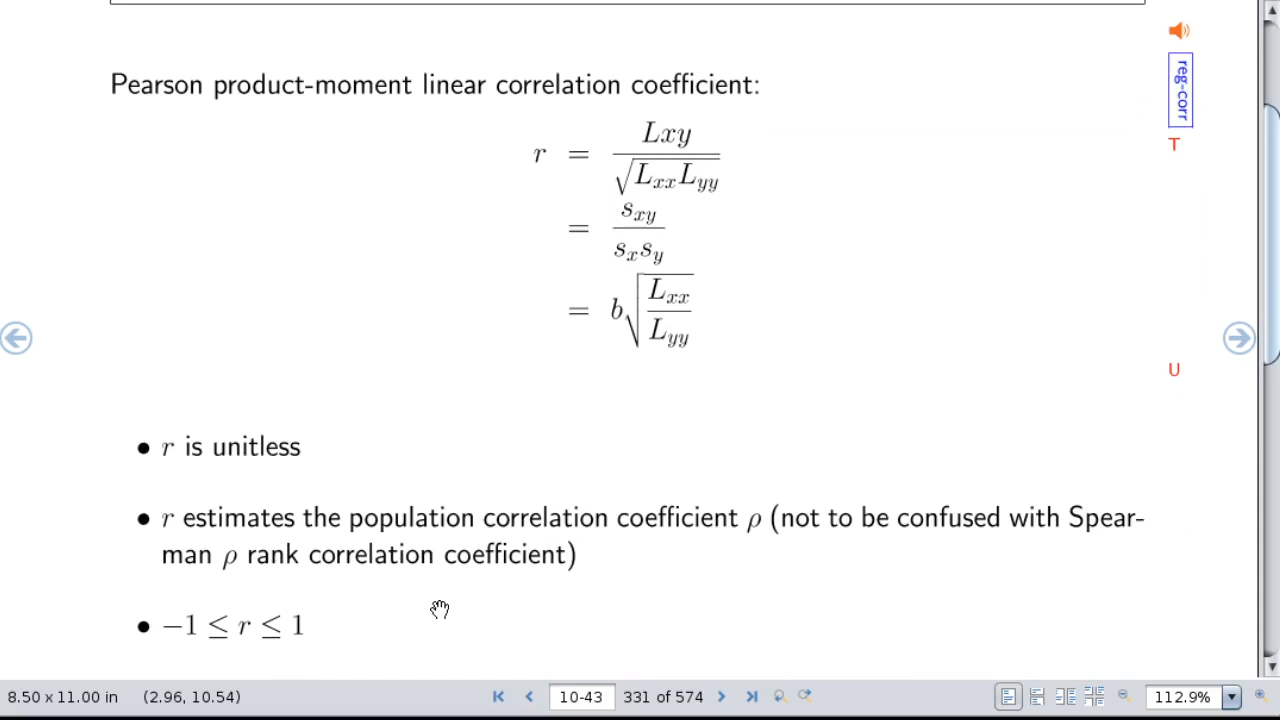 Pearson product-moment linear correlation coefficient:
r = Lxy / √(L_xx L_yy)
= s_xy / (s_x s_y)
= b √(L_xx / L_yy)
• r is unitless
• r estimates the population correlation coefficient ρ (not to be confused with Spear-
man ρ rank correlation coefficient)
• −1 ≤ r ≤ 1
reg-corr
T
U
8.50 x 11.00 in (2.96, 10.54) 10-43 331 of 574 112.9%